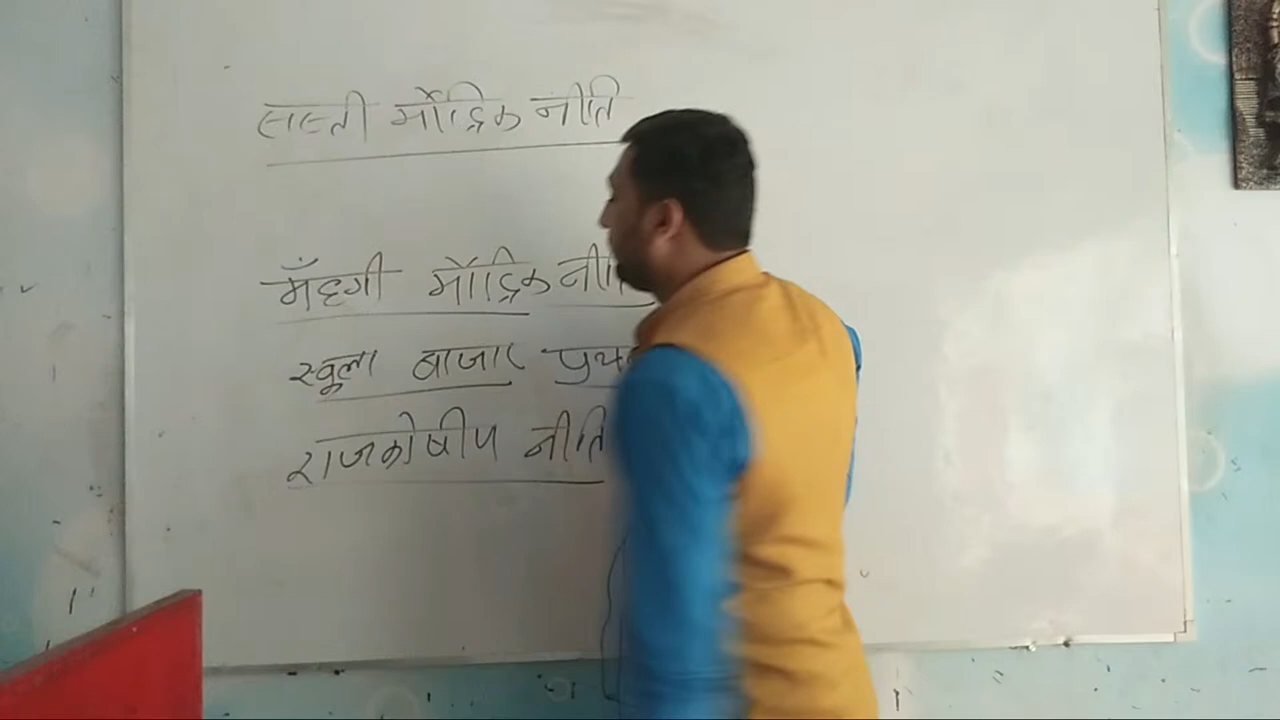 सस्ती मौद्रिक नीति
मँहगी मौद्रिक
खूला बाजार
राजकोषीय नीति